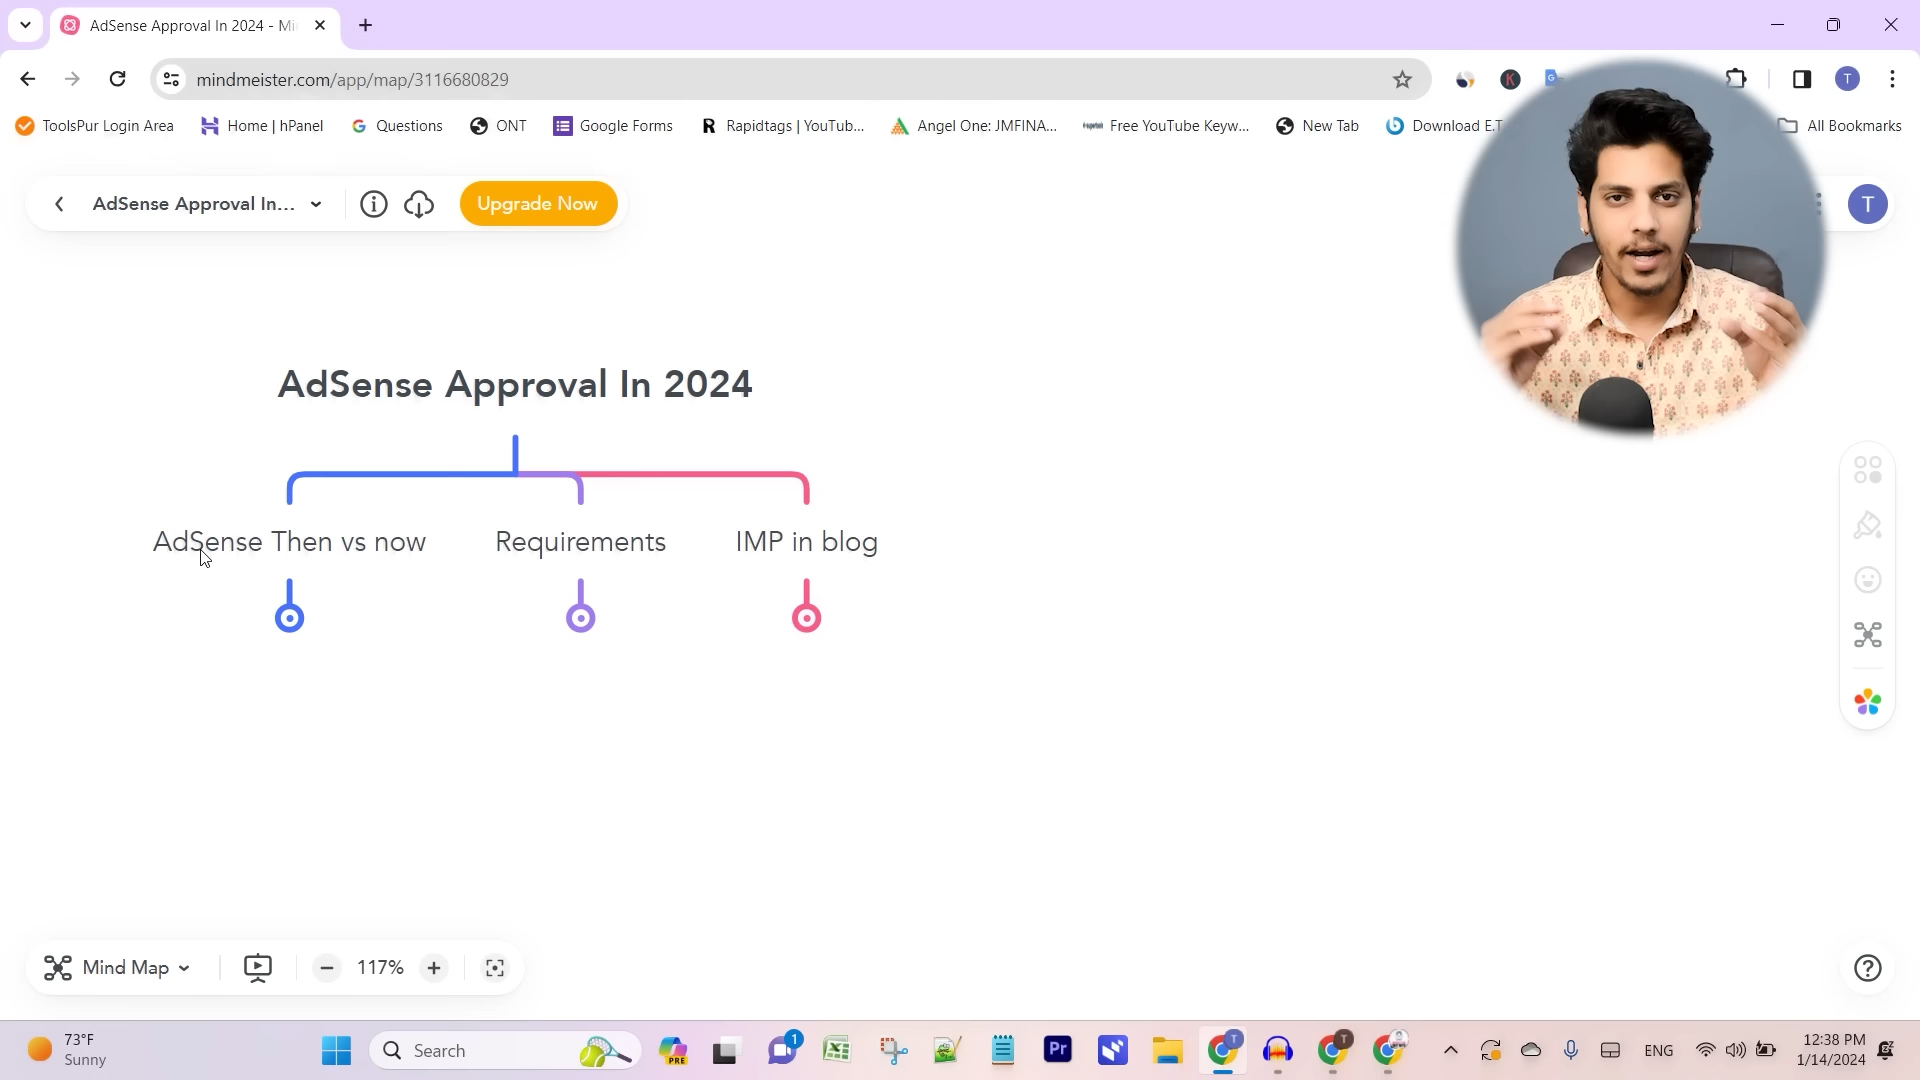 AdSense Approval In 2024 - Mi
mindmeister.com/app/map/3116680829
T
ToolsPur Login Area
Home | hPanel
Questions
ONT
Google Forms
Rapidtags | YouTub...
Angel One: JMFINA...
Free YouTube Keyw...
New Tab
Download E.T
All Bookmarks
AdSense Approval In...
Upgrade Now
T
AdSense Approval In 2024
AdSense Then vs now
Requirements
IMP in blog
Mind Map
117%
73°F
Sunny
Search
PRE
1
Pr
T
T
ENG
12:38 PM
1/14/2024